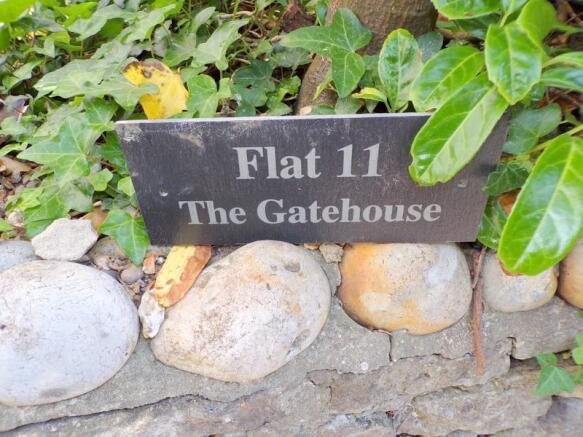 Flat 11
The Gatehouse